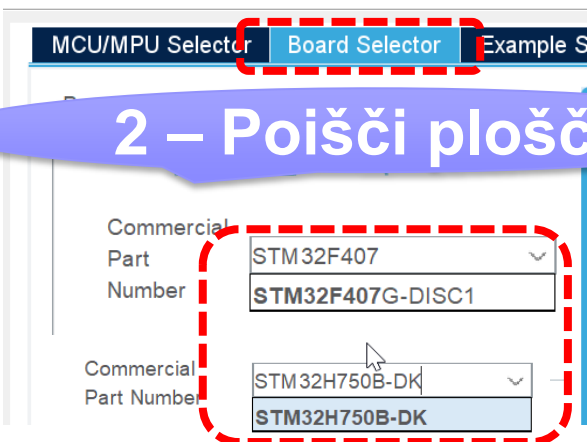 MCU/MPU Selector Board Selector Example S
2 – Poišči plošč
Commercial
Part
Number
STM32F407
STM32F407G-DISC1
Commercial
Part Number
STM32H750B-DK
STM32H750B-DK